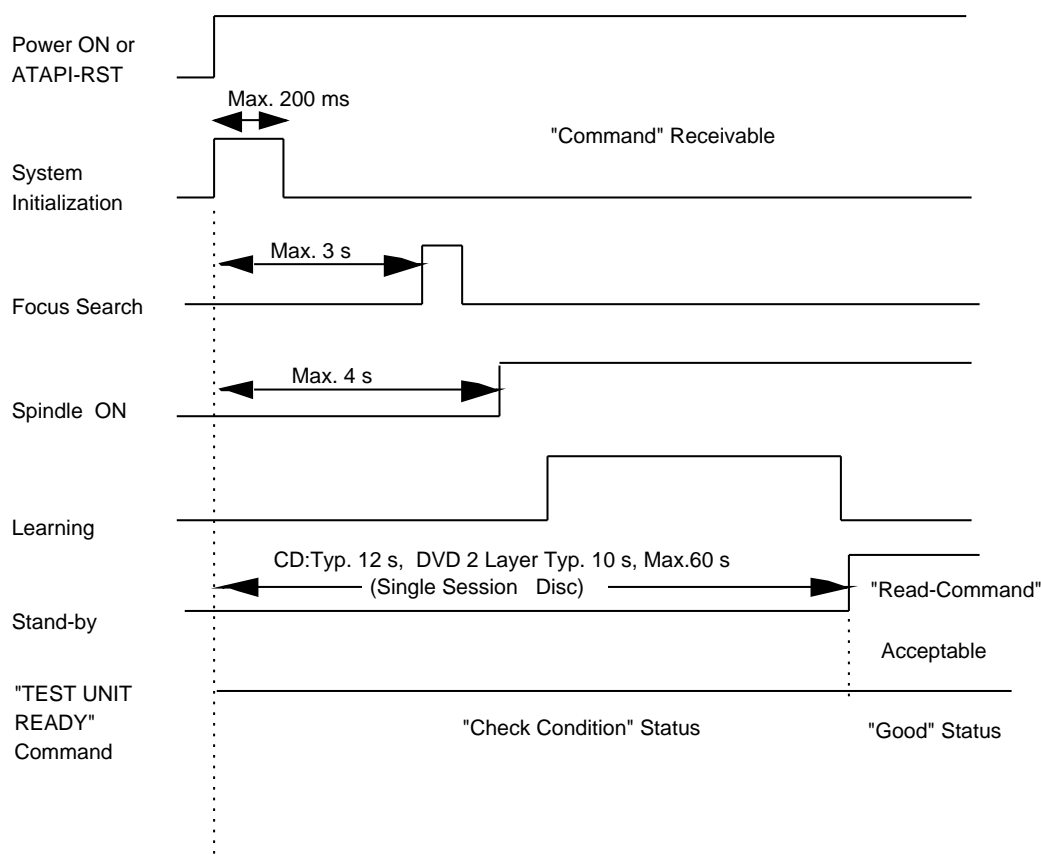 Power ON or
ATAPI-RST
Max. 200 ms
"Command" Receivable
System
Initialization
Max. 3 s
Focus Search
Max. 4 s
Spindle ON
Learning
CD:Typ. 12 s, DVD 2 Layer Typ. 10 s, Max.60 s
(Single Session Disc)
"Read-Command"
Stand-by
Acceptable
"TEST UNIT
READY"
Command
"Check Condition" Status
"Good" Status